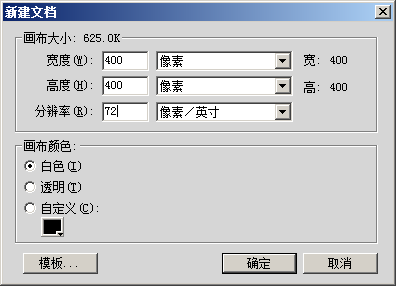 新建文档
画布大小: 625.0K
宽度(W): 400 像素 宽: 400
高度(H): 400 像素 高: 400
分辨率(R): 72 像素／英寸
画布颜色:
白色(I)
透明(T)
自定义(C):
模板... 确定 取消